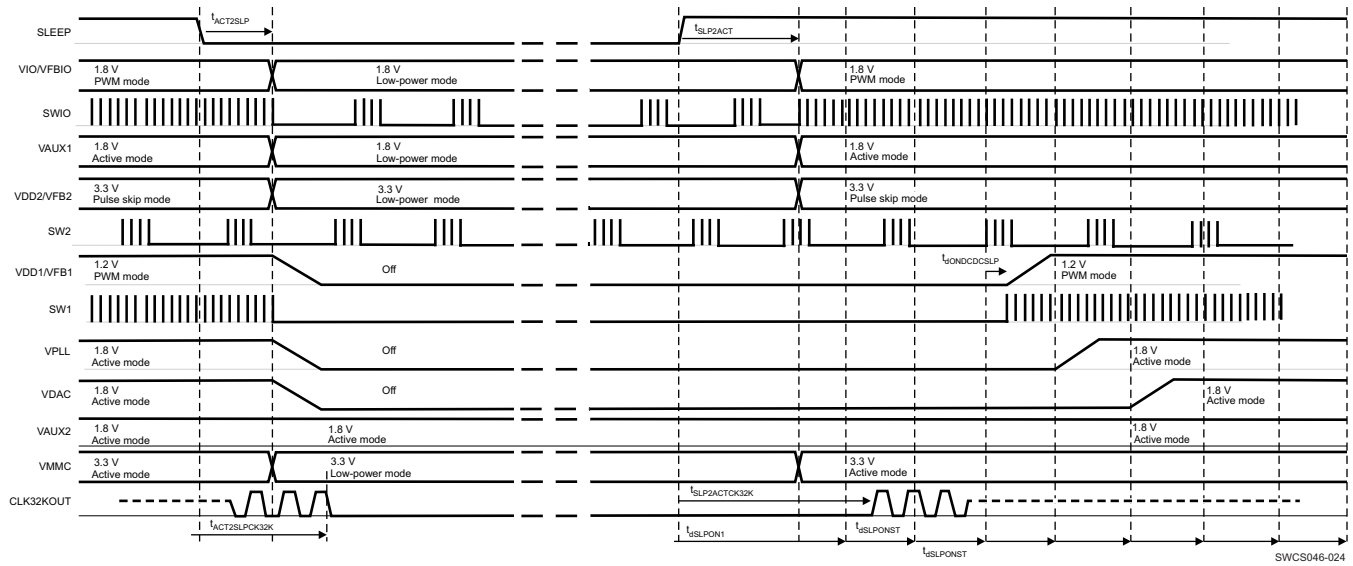 SLEEP
tACT2SLP
tSLP2ACT
VIO/VFBIO
1.8 V
PWM mode
1.8 V
Low-power mode
1.8 V
PWM mode
SWIO
VAUX1
1.8 V
Active mode
1.8 V
Low-power mode
1.8 V
Active mode
VDD2/VFB2
3.3 V
Pulse skip mode
3.3 V
Low-power mode
3.3 V
Pulse skip mode
SW2
VDD1/VFB1
1.2 V
PWM mode
Off
tdONDCDCSLP
1.2 V
PWM mode
SW1
VPLL
1.8 V
Active mode
Off
1.8 V
Active mode
VDAC
1.8 V
Active mode
Off
1.8 V
Active mode
VAUX2
1.8 V
Active mode
1.8 V
Active mode
1.8 V
Active mode
VMMC
3.3 V
Active mode
3.3 V
Low-power mode
3.3 V
Active mode
CLK32KOUT
tSLP2ACTCK32K
tACT2SLPCK32K
tdSLPON1
tdSLPONST
tdSLPONST
SWCS046-024